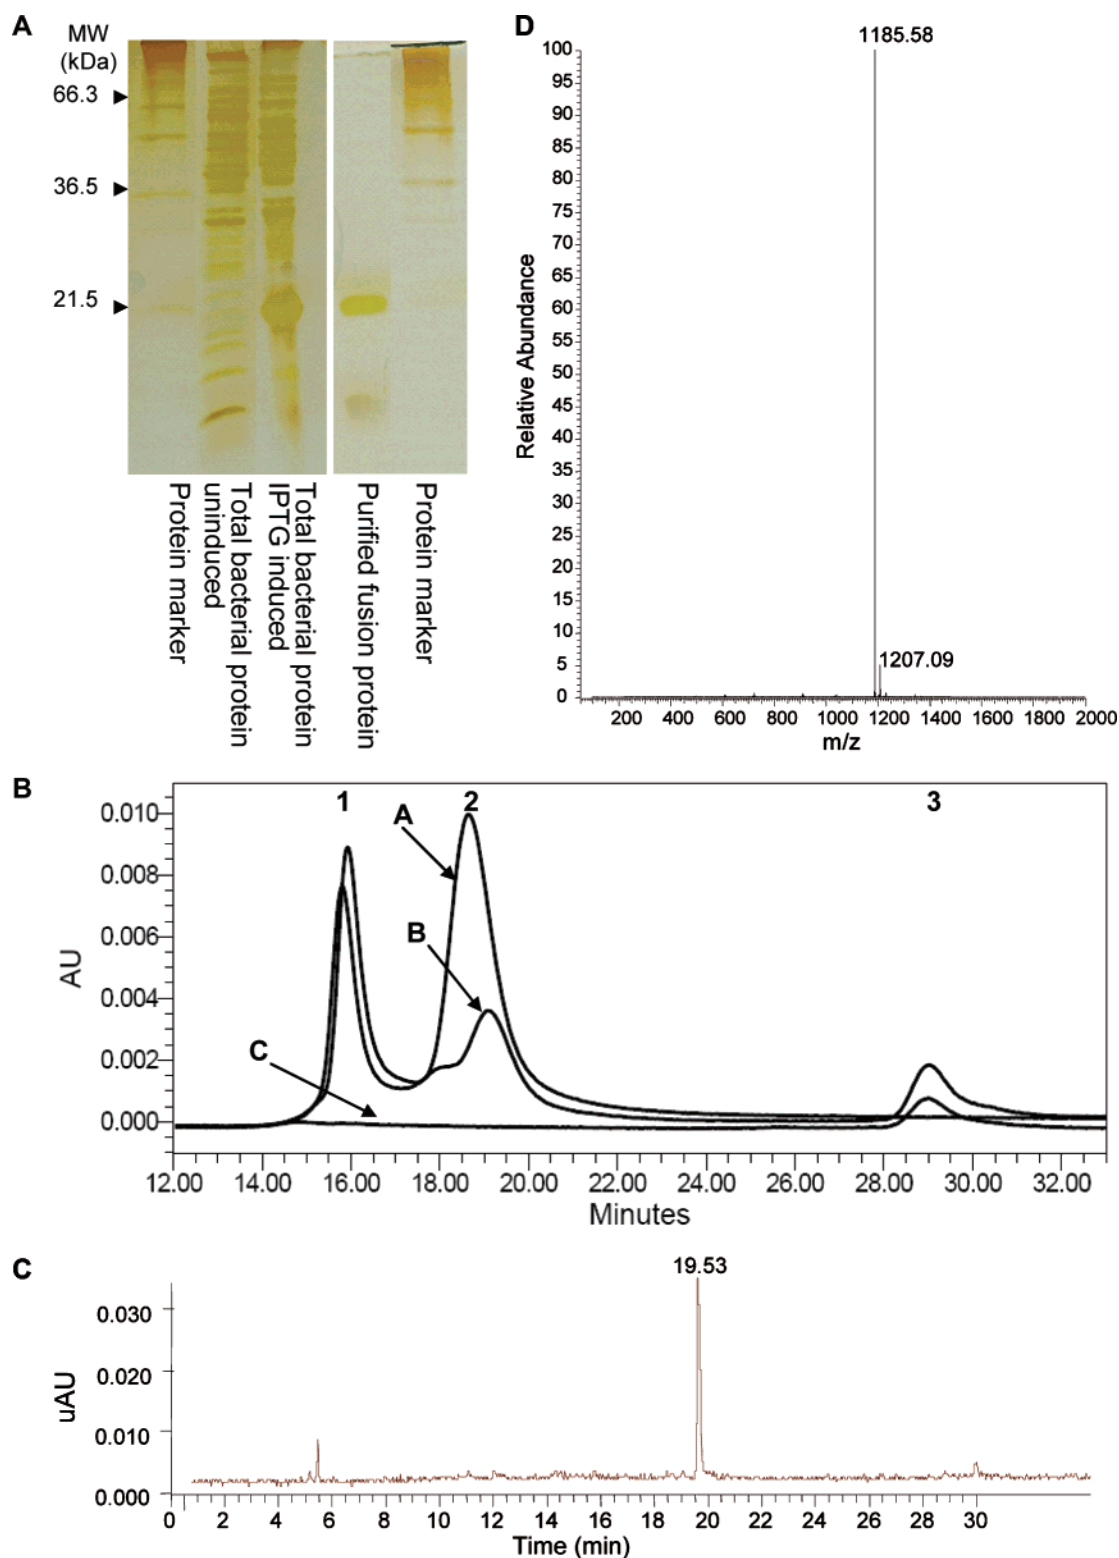 A
MW
(kDa)
66.3
36.5
21.5
Protein marker
Total bacterial protein
uninduced
Total bacterial protein
IPTG induced
Purified fusion protein
Protein marker
D
1185.58
1207.09
100
95
90
85
80
75
70
65
60
55
50
45
40
35
30
25
20
15
10
5
0
Relative Abundance
200 400 600 800 1000 1200 1400 1600 1800 2000
m/z
B
1 2 3
A
B
C
0.010
0.008
0.006
0.004
0.002
0.000
AU
12.00 14.00 16.00 18.00 20.00 22.00 24.00 26.00 28.00 30.00 32.00
Minutes
C
19.53
0.030
0.020
0.010
0.000
uAU
0 2 4 6 8 10 12 14 16 18 20 22 24 26 28 30
Time (min)